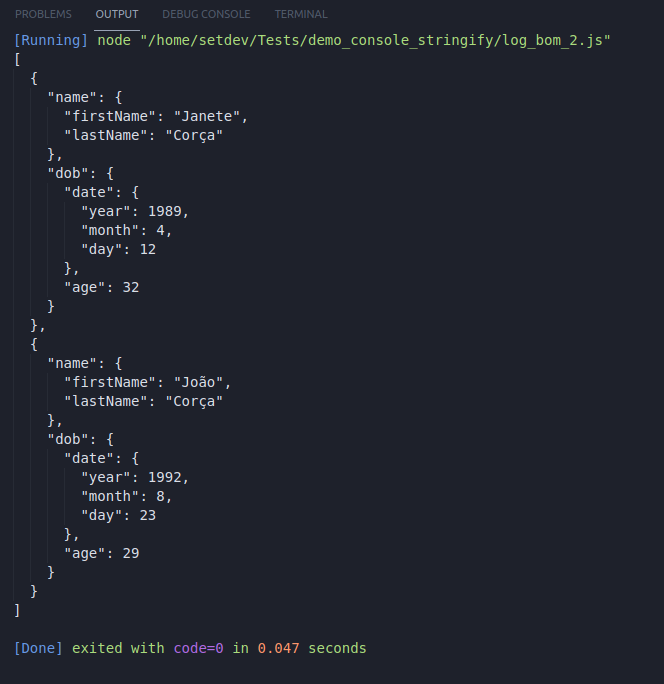 PROBLEMS OUTPUT DEBUG CONSOLE TERMINAL
[Running] node "/home/setdev/Tests/demo_console_stringify/log_bom_2.js"
[
  {
    "name": {
      "firstName": "Janete",
      "lastName": "Corça"
    },
    "dob": {
      "date": {
        "year": 1989,
        "month": 4,
        "day": 12
      },
      "age": 32
    }
  },
  {
    "name": {
      "firstName": "João",
      "lastName": "Corça"
    },
    "dob": {
      "date": {
        "year": 1992,
        "month": 8,
        "day": 23
      },
      "age": 29
    }
  }
]
[Done] exited with code=0 in 0.047 seconds